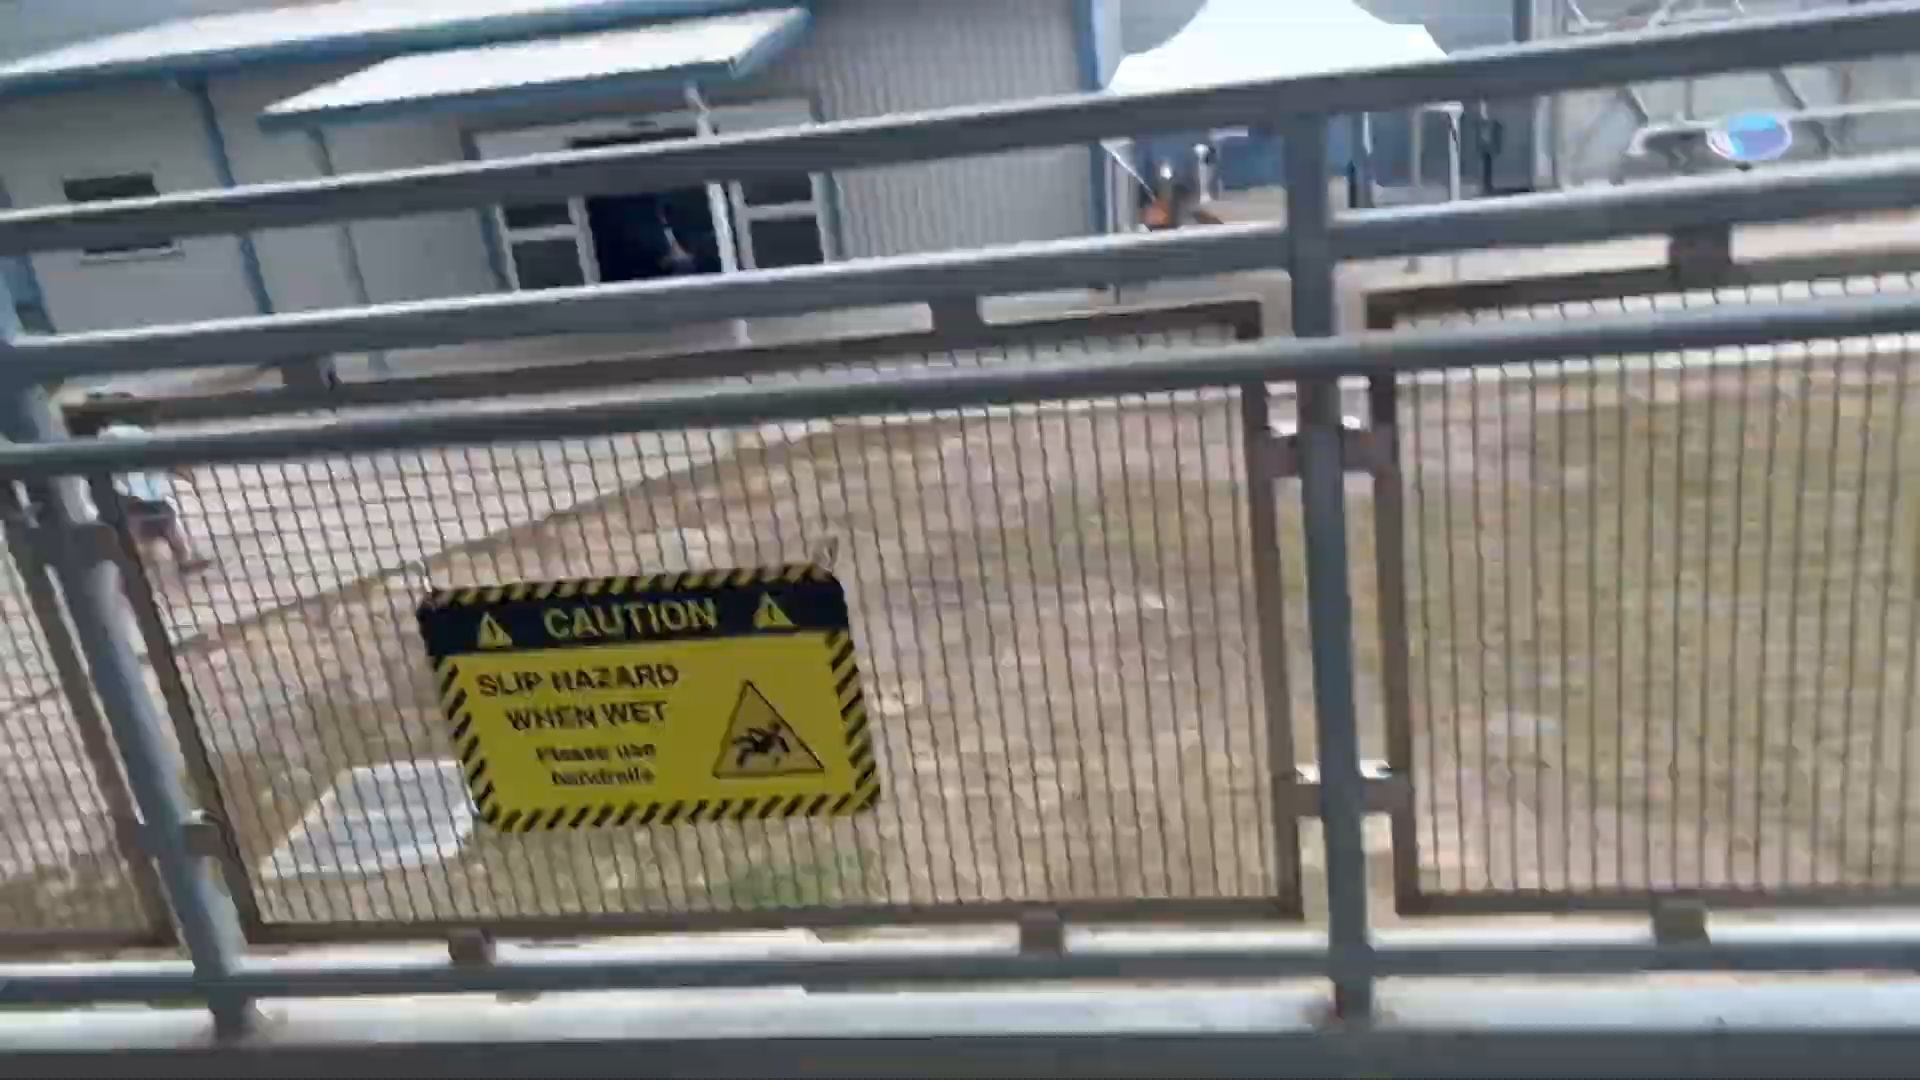 CAUTION
SLIP HAZARD
WHEN WET
Please use
handrails